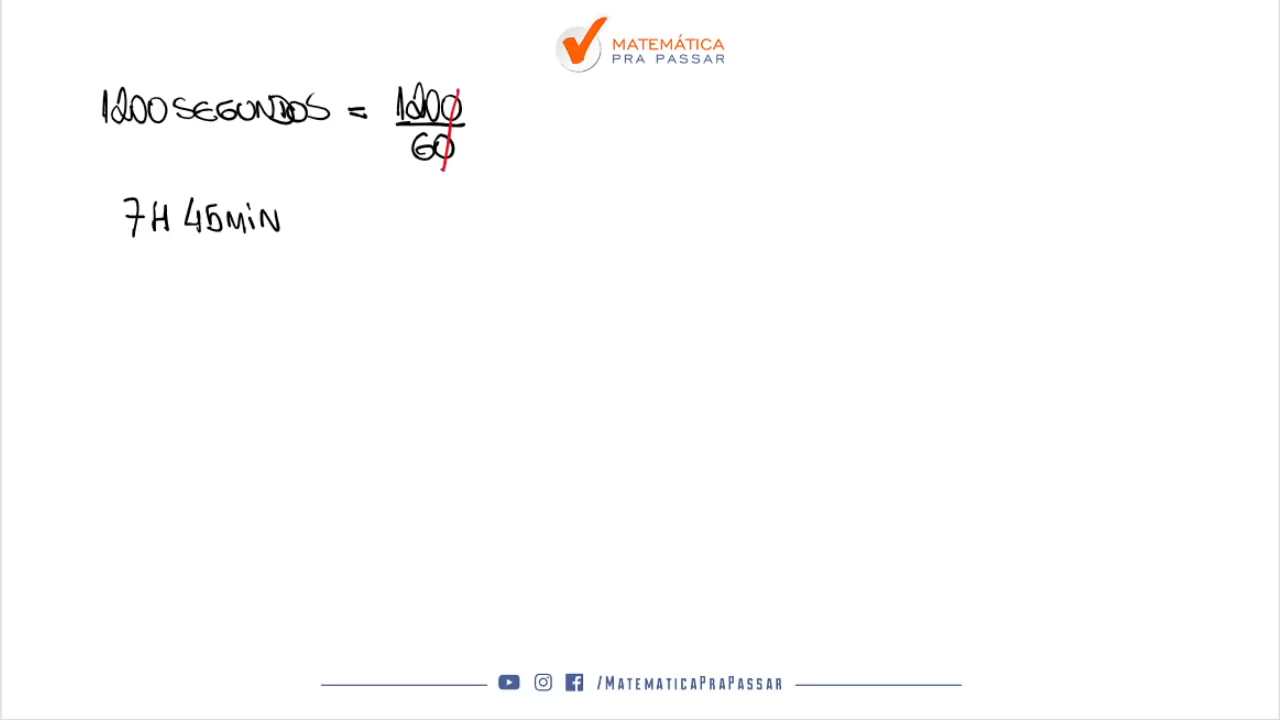 MATEMÁTICA
PRA PASSAR
1200 SEGUNDOS = 1200
60
7H 45MiN
/MATEMATICAPRAPASSAR